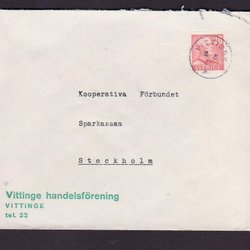 Kooperativa Förbundet
Sparkassan
Stockholm
Vittinge handelsförening
VITTINGE
tel. 22